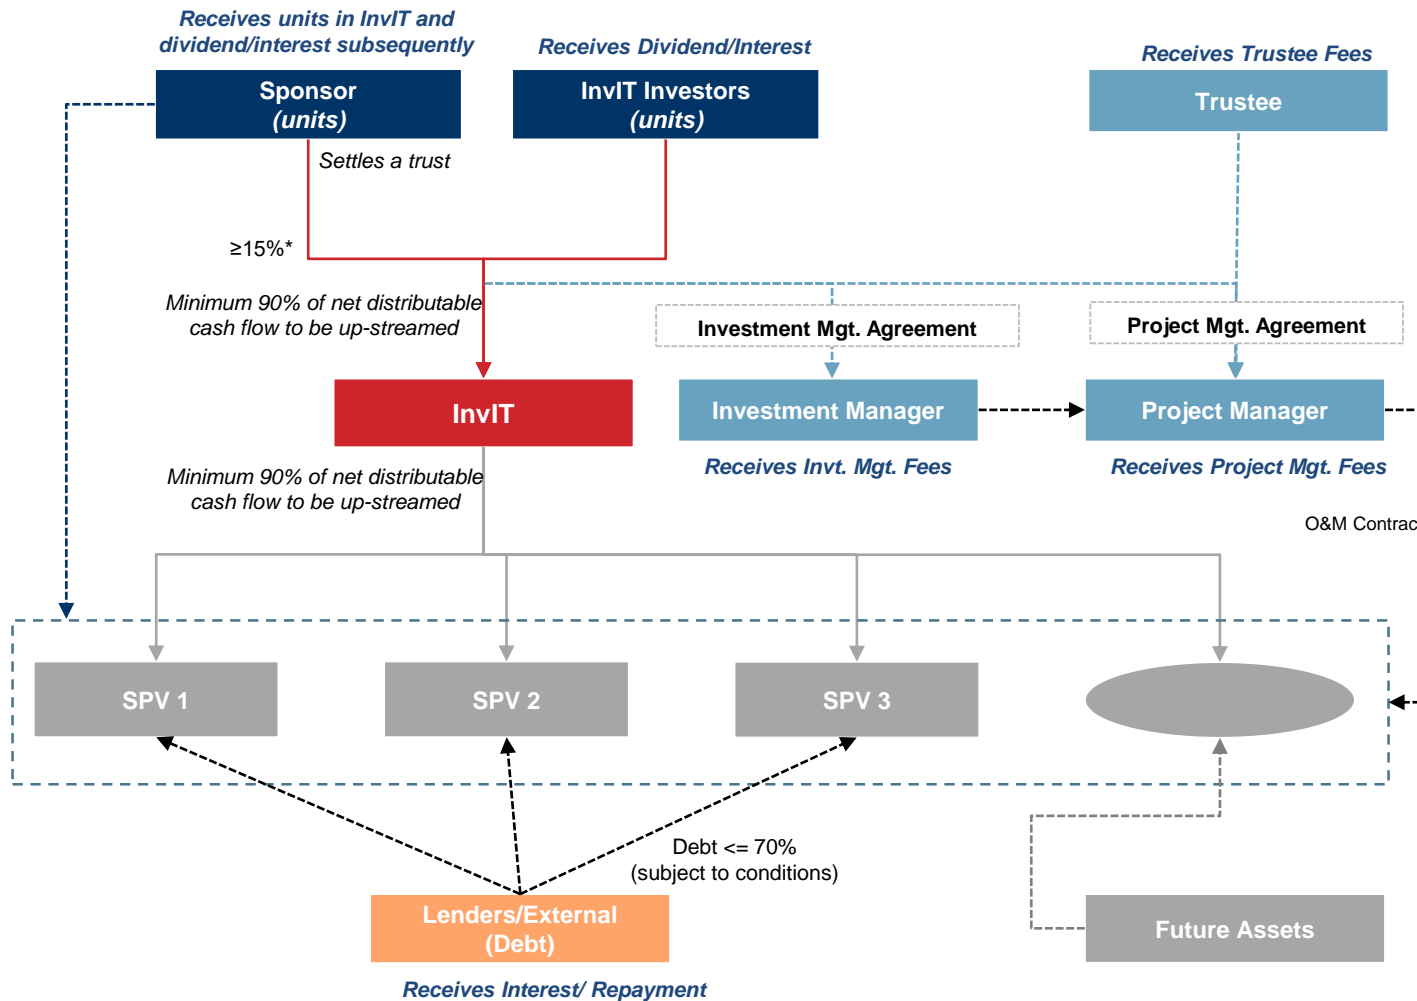 Receives units in InvIT and
dividend/interest subsequently
Receives Dividend/Interest
Receives Trustee Fees
Sponsor
(units)
InvIT Investors
(units)
Trustee
Settles a trust
≥15%*
Minimum 90% of net distributable
cash flow to be up-streamed
Investment Mgt. Agreement
Project Mgt. Agreement
InvIT
Investment Manager
Project Manager
Minimum 90% of net distributable
cash flow to be up-streamed
Receives Invt. Mgt. Fees
Receives Project Mgt. Fees
O&M Contrac
SPV 1
SPV 2
SPV 3
Debt <= 70%
(subject to conditions)
Lenders/External
(Debt)
Future Assets
Receives Interest/ Repayment